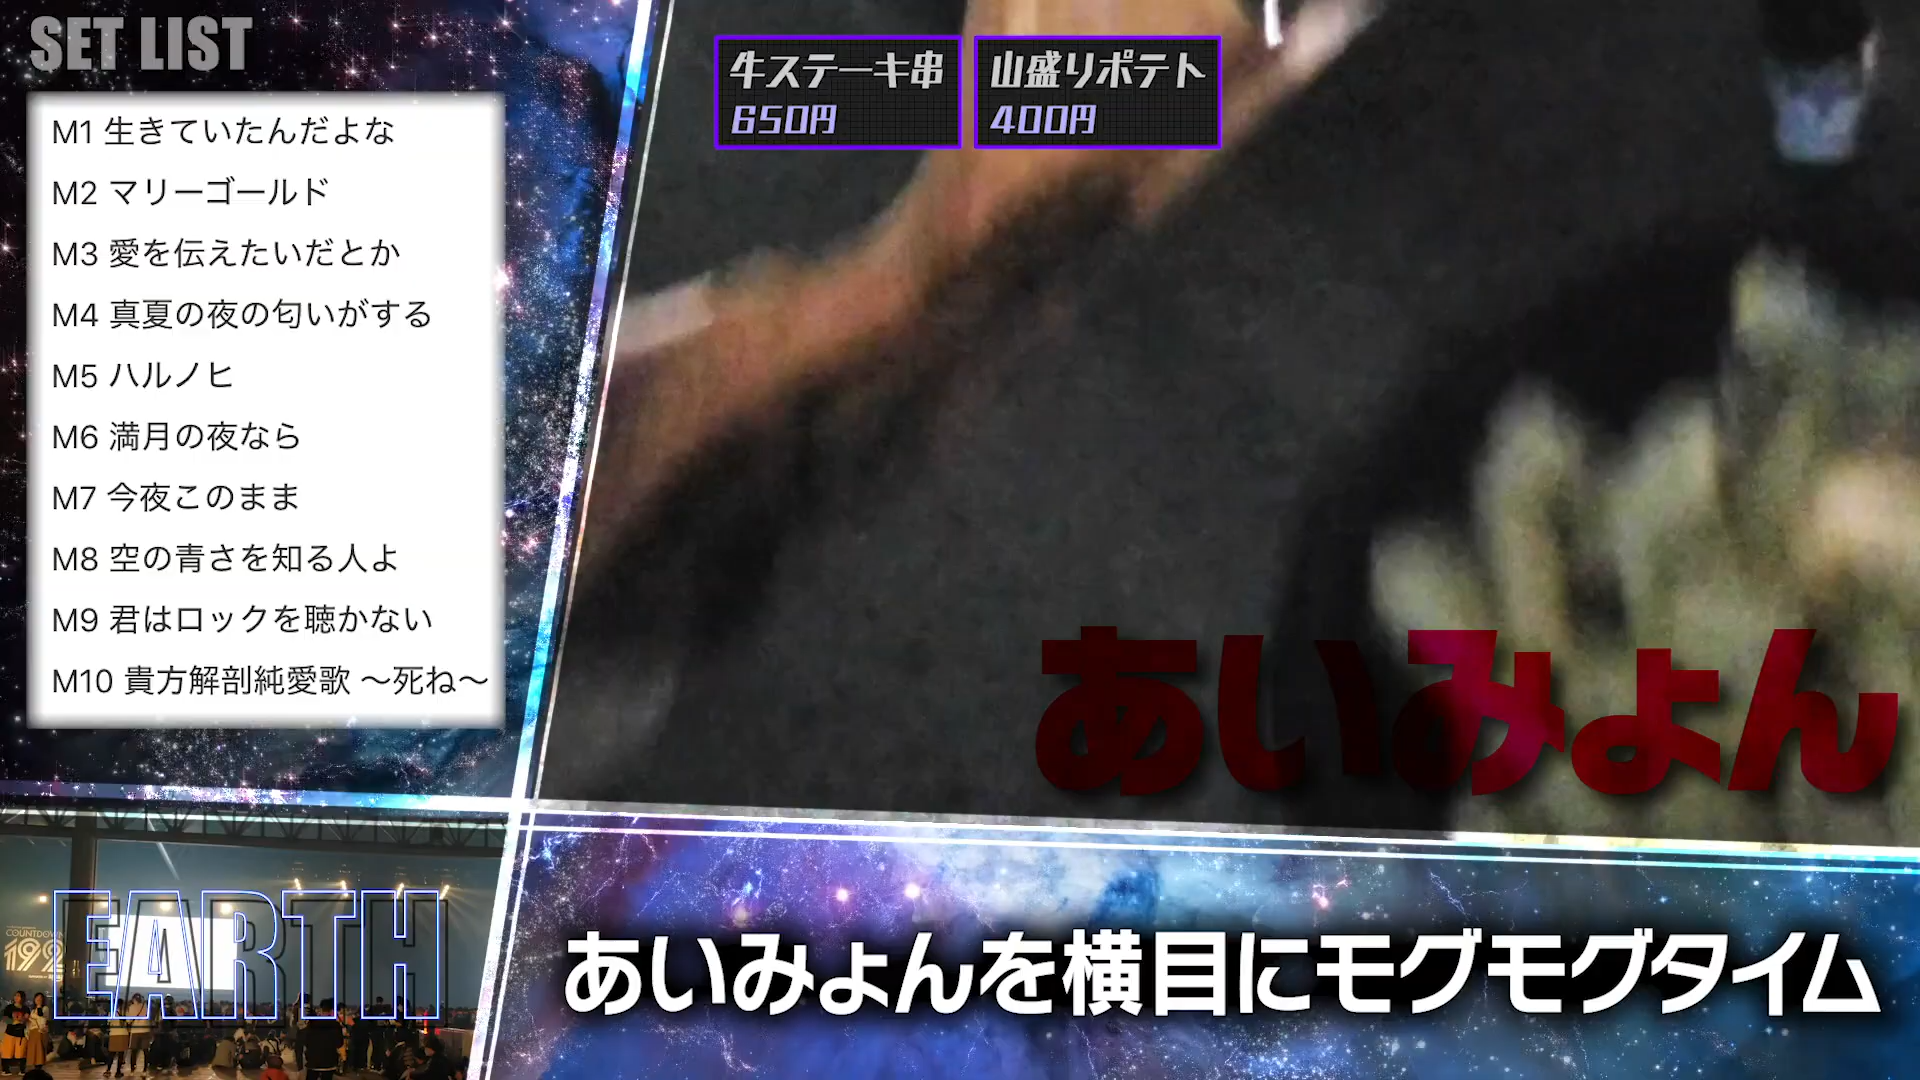 SET LIST
M1 生きていたんだよな
M2 マリーゴールド
M3 愛を伝えたいだとか
M4 真夏の夜の匂いがする
M5 ハルノヒ
M6 満月の夜なら
M7 今夜このまま
M8 空の青さを知る人よ
M9 君はロックを聴かない
M10 貴方解剖純愛歌 〜死ね〜
牛ステーキ串
650円
山盛りポテト
400円
あいみょん
COUNTDOWN
EARTH
あいみょんを横目にモグモグタイム